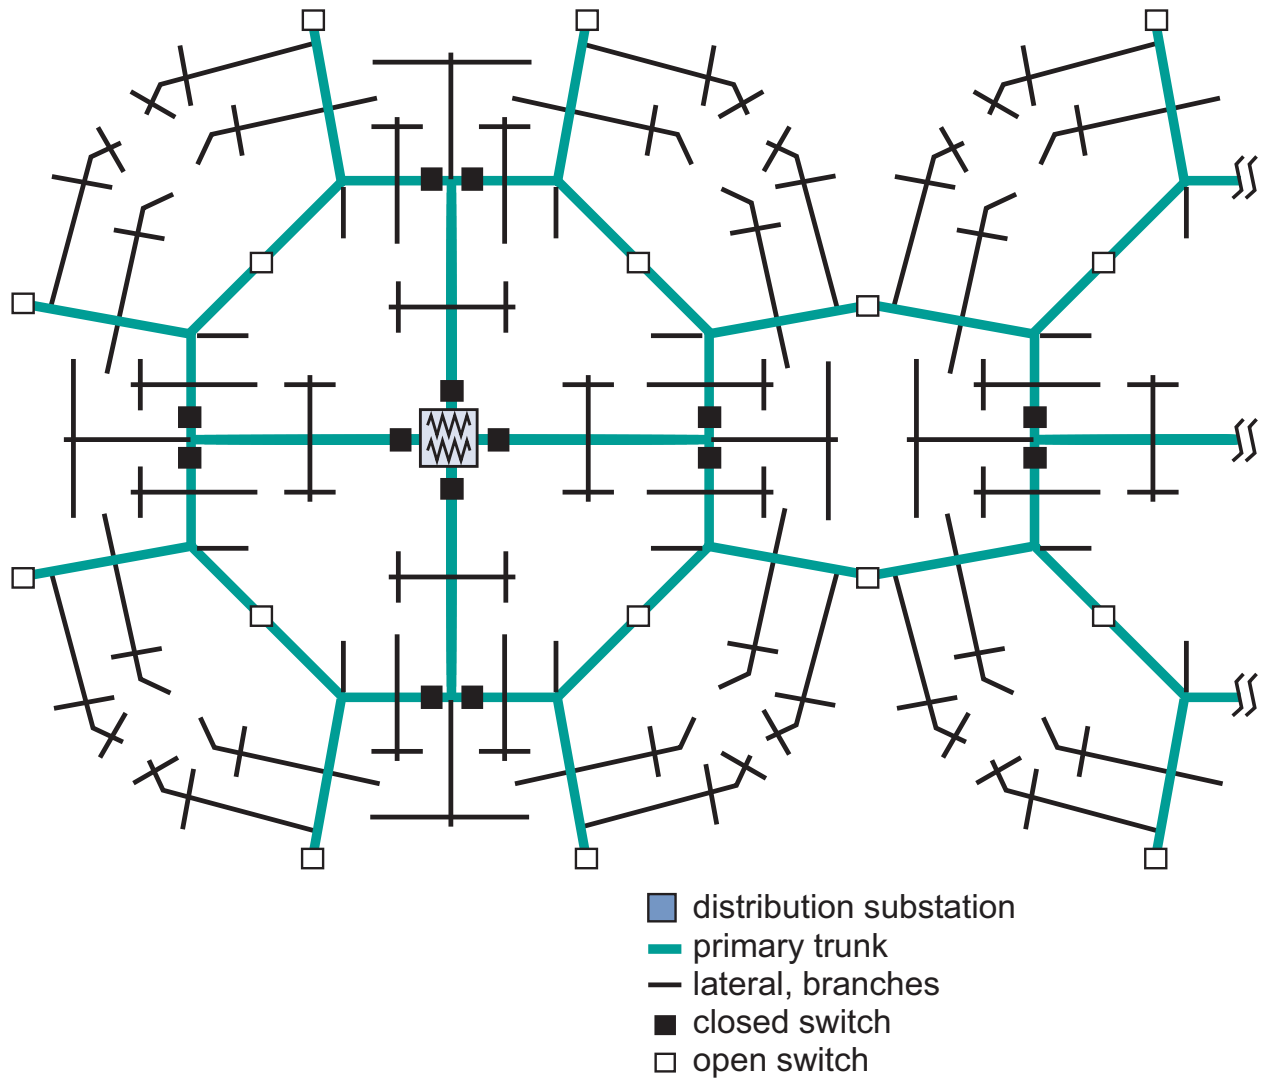 distribution substation
primary trunk
lateral, branches
closed switch
open switch